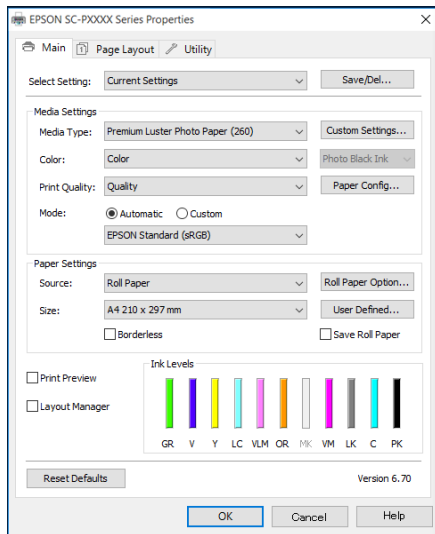 EPSON SC-PXXXX Series Properties
Main Page Layout Utility
Select Setting: Current Settings Save/Del...
Media Settings
Media Type: Premium Luster Photo Paper (260) Custom Settings...
Color: Color Photo Black Ink
Print Quality: Quality Paper Config...
Mode: Automatic Custom
EPSON Standard (sRGB)
Paper Settings
Source: Roll Paper Roll Paper Option...
Size: A4 210 x 297 mm User Defined...
Borderless Save Roll Paper
Print Preview
Layout Manager
Ink Levels
GR V Y LC VLM OR MK VM LK C PK
Reset Defaults Version 6.70
OK Cancel Help